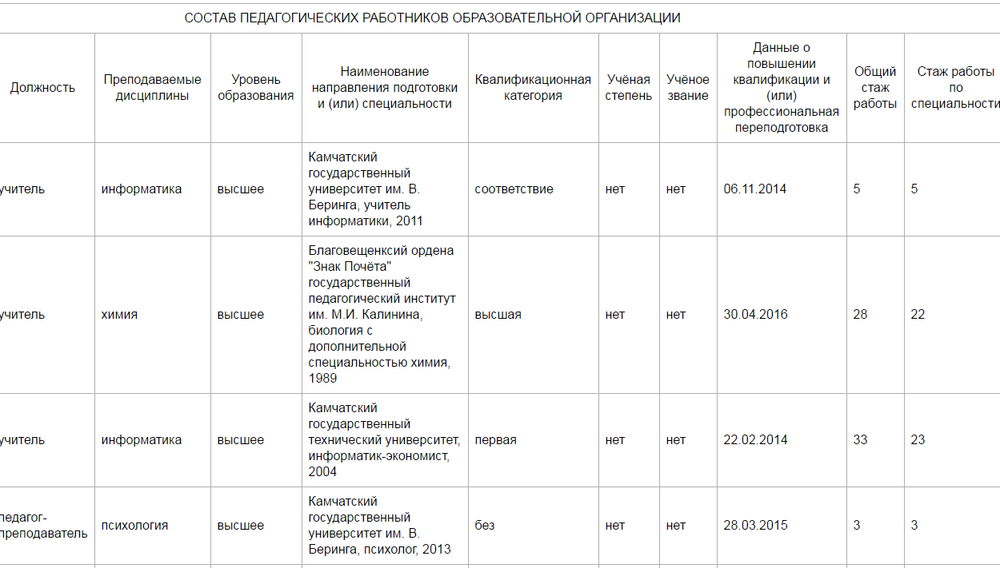 СОСТАВ ПЕДАГОГИЧЕСКИХ РАБОТНИКОВ ОБРАЗОВАТЕЛЬНОЙ ОРГАНИЗАЦИИ
Должность
Преподаваемые
дисциплины
Уровень
образования
Наименование
направления подготовки
и (или) специальности
Квалификационная
категория
Учёная
степень
Учёное
звание
Данные о
повышении
квалификации и
(или)
профессиональная
переподготовка
Общий
стаж
работы
Стаж работы
по
специальности
учитель
информатика
высшее
Камчатский
государственный
университет им. В.
Беринга, учитель
информатики, 2011
соответствие
нет
нет
06.11.2014
5
5
учитель
химия
высшее
Благовещенксий ордена
"Знак Почёта"
государственный
педагогический институт
им. М.И. Калинина,
биология с
дополнительной
специальностью химия,
1989
высшая
нет
нет
30.04.2016
28
22
учитель
информатика
высшее
Камчатский
государственный
технический университет,
информатик-экономист,
2004
первая
нет
нет
22.02.2014
33
23
педагог-
преподаватель
психология
высшее
Камчатский
государственный
университет им. В.
Беринга, психолог, 2013
без
нет
нет
28.03.2015
3
3